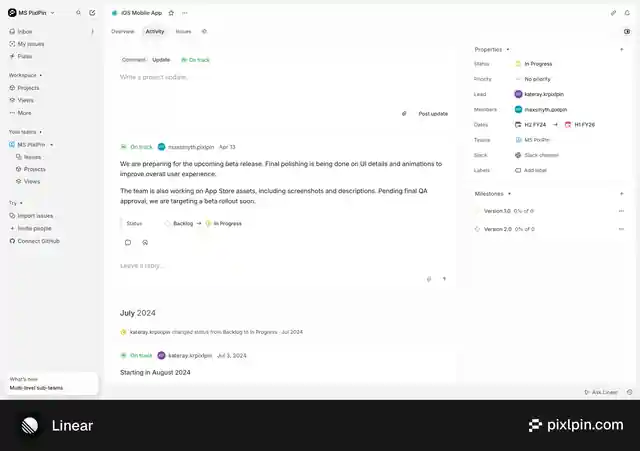 MS PixlPin
Inbox
My issues
Pulse
Workspace
Projects
Views
More
Your teams
MS PixlPin
Issues
Projects
Views
Try
Import issues
Invite people
Connect GitHub
What's new
Multi-level sub-teams
iOS Mobile App
Overview Activity Issues
Comment Update On track
Write a project update...
Post update
On track maxsmyth.pixlpin Apr 13
We are preparing for the upcoming beta release. Final polishing is being done on UI details and animations to
improve overall user experience.
The team is also working on App Store assets, including screenshots and descriptions. Pending final QA
approval, we are targeting a beta rollout soon.
Status Backlog → In Progress
Leave a reply...
July 2024
kateray.krpixlpin changed status from Backlog to In Progress · Jul 2024
On track kateray.krpixlpin Jul 3, 2024
Starting in August 2024
Properties
Status In Progress
Priority No priority
Lead kateray.krpixlpin
Members maxsmyth.pixlpin
Dates H2 FY24 → H1 FY26
Teams MS PixlPin
Slack Slack channel
Labels Add label
Milestones
Version 1.0 0% of 0
Version 2.0 0% of 0
Ask Linear
Linear
pixlpin.com